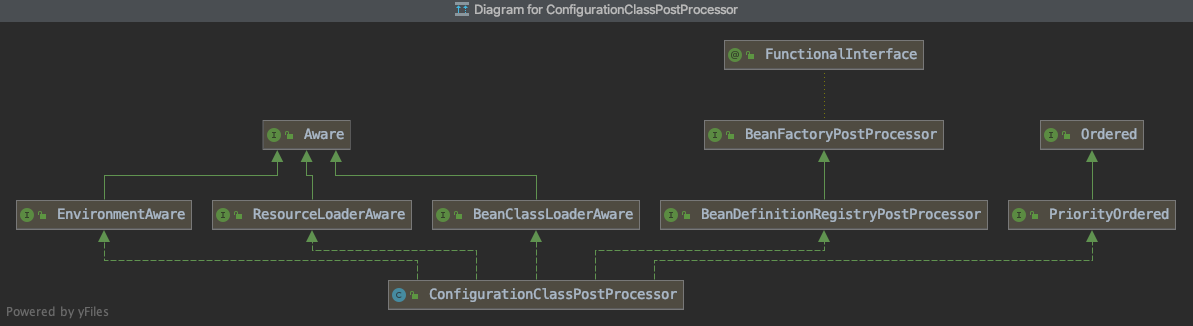 Diagram for ConfigurationClassPostProcessor
@ FunctionalInterface
I Aware
I BeanFactoryPostProcessor
I Ordered
I EnvironmentAware
I ResourceLoaderAware
I BeanClassLoaderAware
I BeanDefinitionRegistryPostProcessor
I PriorityOrdered
C ConfigurationClassPostProcessor
Powered by yFiles